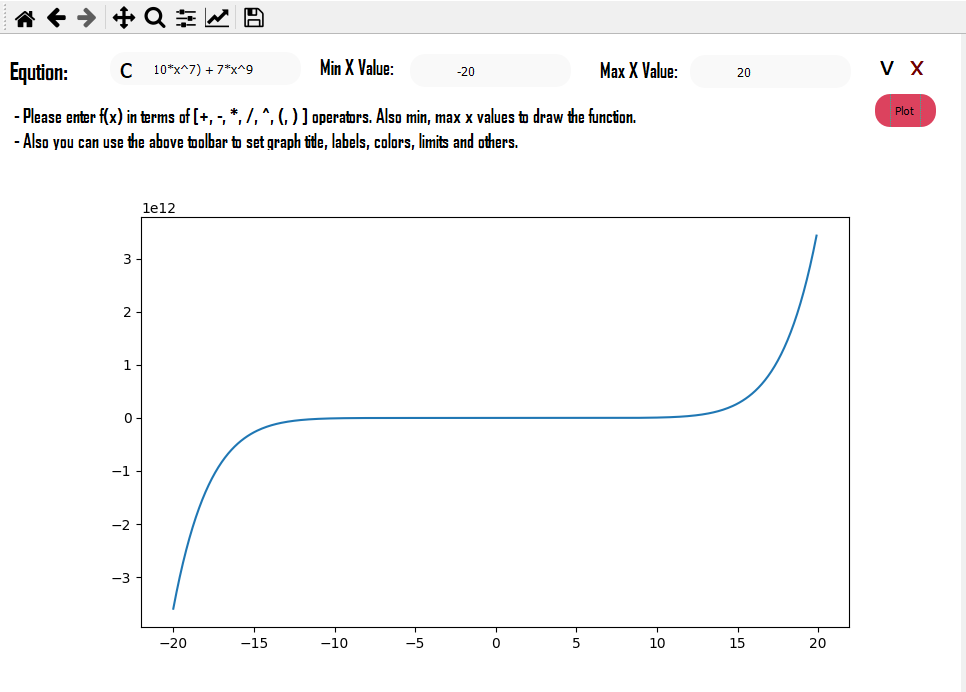 Eqution: C 10*x^7) + 7*x^9 Min X Value: -20 Max X Value: 20 V X
Plot
- Please enter f(x) in terms of [+, -, *, /, ^, (, ) ] operators. Also min, max x values to draw the function.
- Also you can use the above toolbar to set graph title, labels, colors, limits and others.
1e12
3
2
1
0
−1
−2
−3
−20 −15 −10 −5 0 5 10 15 20